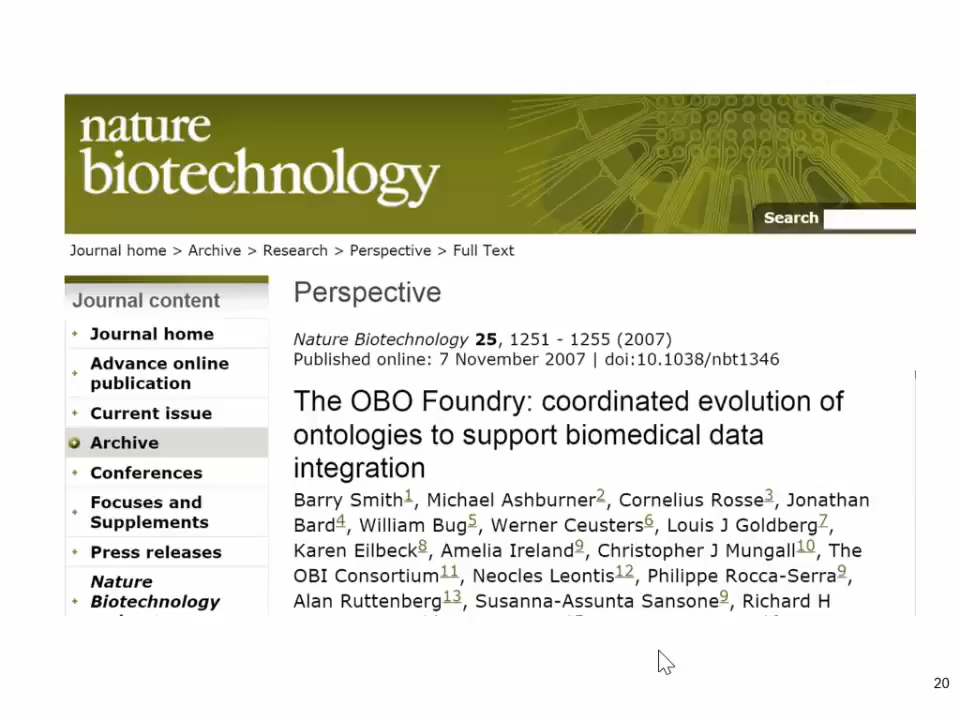 nature
biotechnology
Search
Journal home > Archive > Research > Perspective > Full Text
Journal content
Journal home
Advance online
publication
Current issue
Archive
Conferences
Focuses and
Supplements
Press releases
Nature
Biotechnology
Perspective
Nature Biotechnology 25, 1251 - 1255 (2007)
Published online: 7 November 2007 | doi:10.1038/nbt1346
The OBO Foundry: coordinated evolution of
ontologies to support biomedical data
integration
Barry Smith1, Michael Ashburner2, Cornelius Rosse3, Jonathan
Bard4, William Bug5, Werner Ceusters6, Louis J Goldberg7,
Karen Eilbeck8, Amelia Ireland9, Christopher J Mungall10, The
OBI Consortium11, Neocles Leontis12, Philippe Rocca-Serra9,
Alan Ruttenberg13, Susanna-Assunta Sansone9, Richard H
20